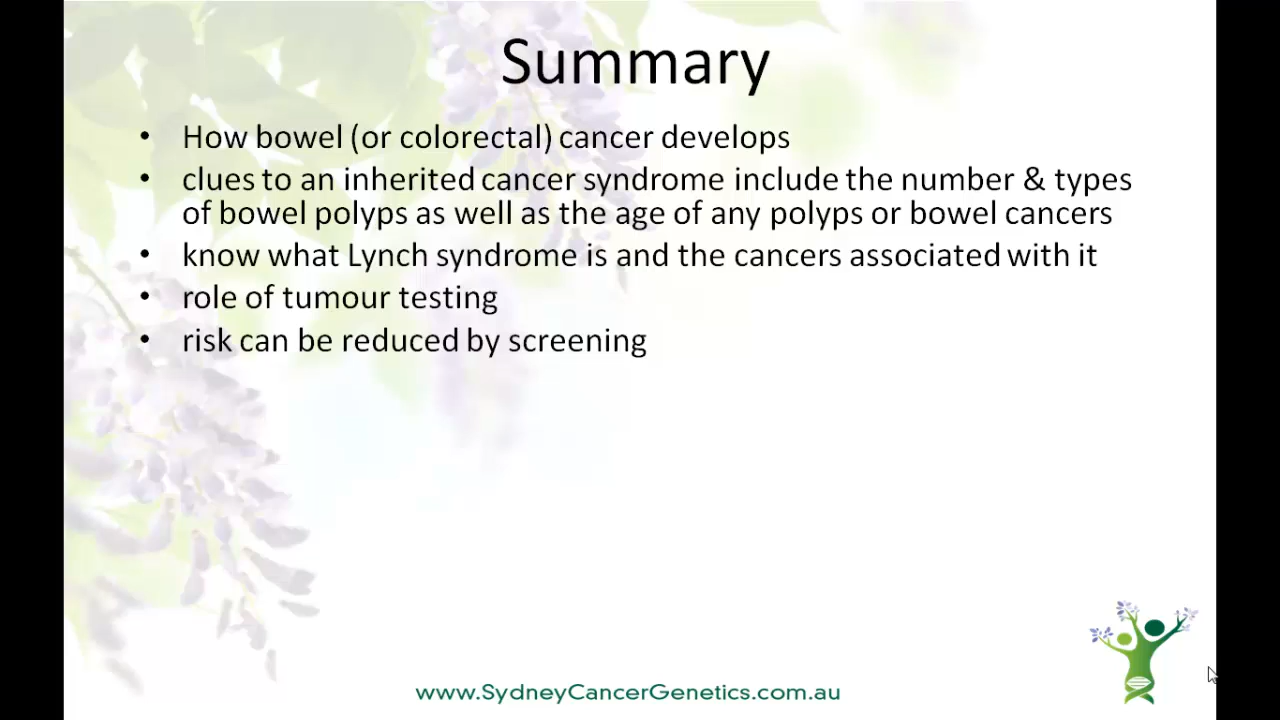 Summary
• How bowel (or colorectal) cancer develops
• clues to an inherited cancer syndrome include the number & types
of bowel polyps as well as the age of any polyps or bowel cancers
• know what Lynch syndrome is and the cancers associated with it
• role of tumour testing
• risk can be reduced by screening
www.SydneyCancerGenetics.com.au